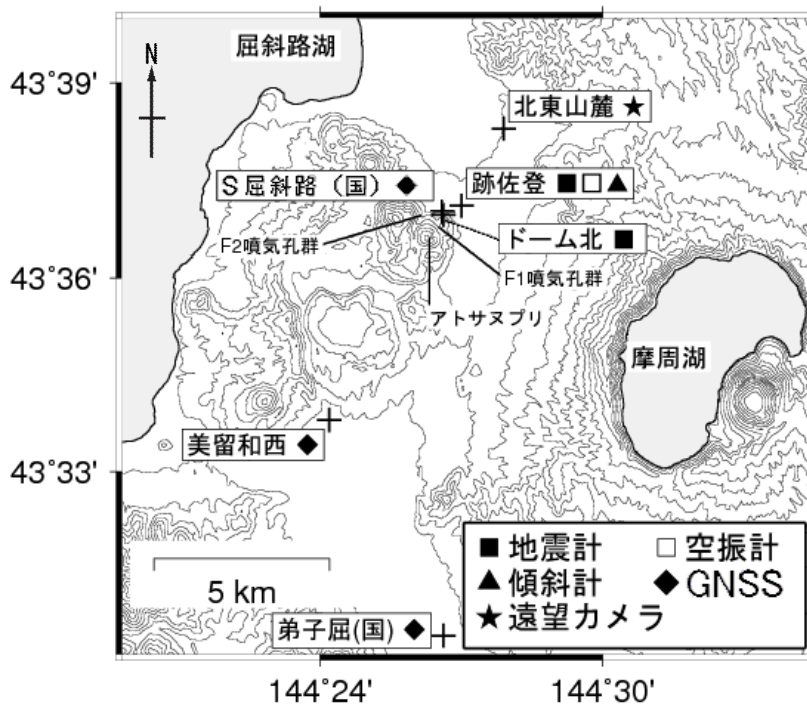 屈斜路湖
N
43°39'
北東山麓 ★
S屈斜路（国） ◆
跡佐登 ■□▲
ドーム北 ■
F2噴気孔群
F1噴気孔群
43°36'
アトサヌプリ
摩周湖
美留和西 ◆
43°33'
■ 地震計 □ 空振計
▲ 傾斜計 ◆ GNSS
★ 遠望カメラ
5 km
弟子屈(国) ◆
144°24'
144°30'